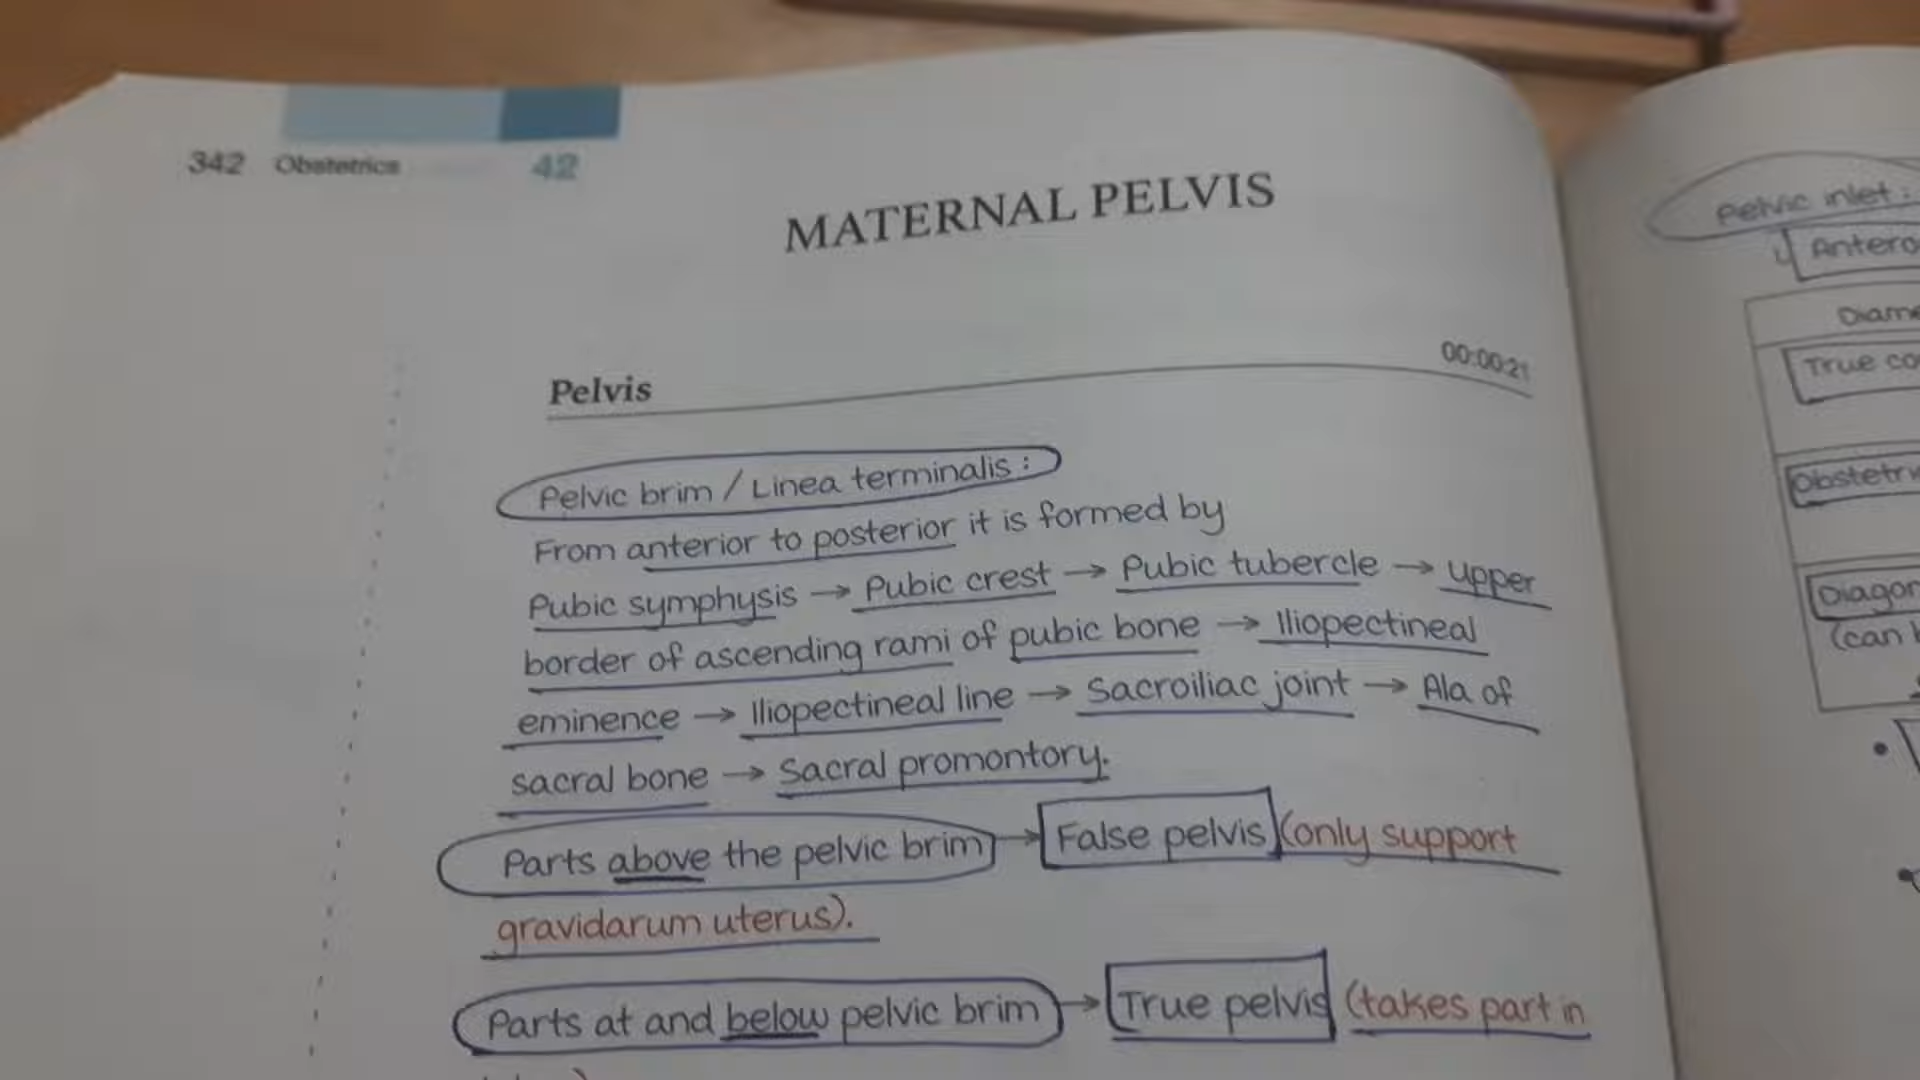 342 Obstetrics 42
MATERNAL PELVIS
Pelvis 00:00:21
Pelvic brim / Linea terminalis :
From anterior to posterior it is formed by
Pubic symphysis → Pubic crest → Pubic tubercle → upper
border of ascending rami of pubic bone → Iliopectineal
eminence → Iliopectineal line → Sacroiliac joint → Ala of
sacral bone → Sacral promontory.
Parts above the pelvic brim → False pelvis (only support
gravidarum uterus).
Parts at and below pelvic brim → True pelvis (takes part in
Pelvic inlet :
Antero
Diame
True co
Obstetri
Diagon
(can